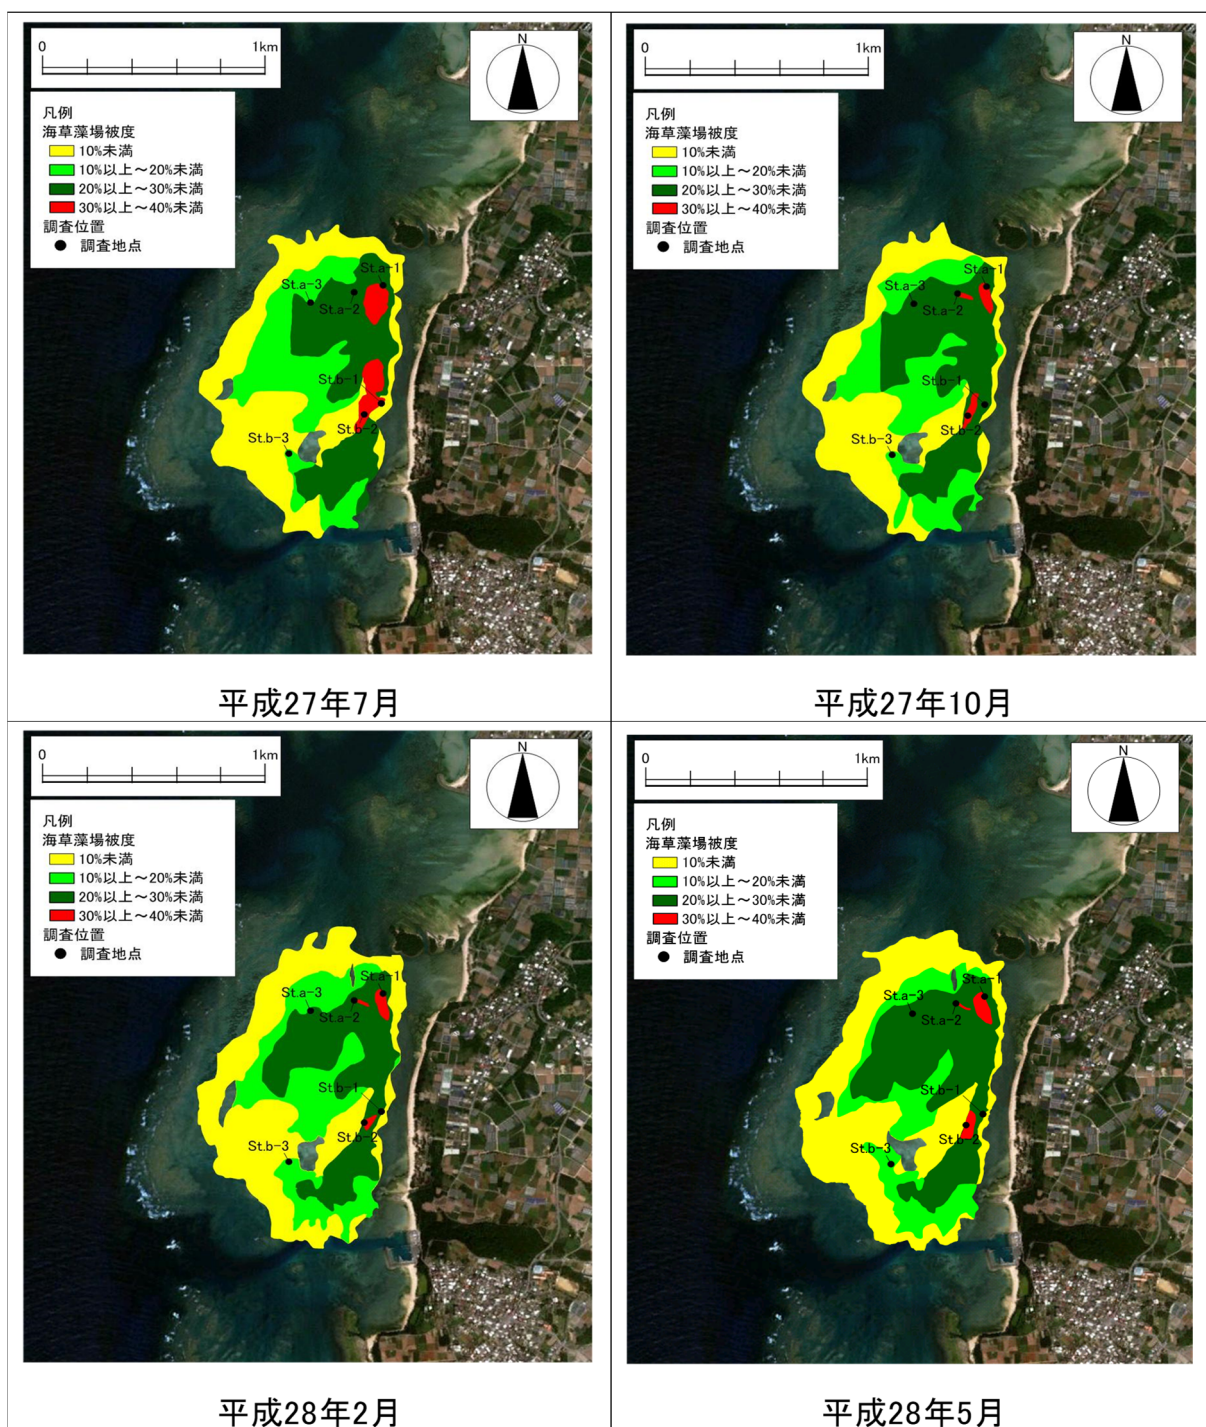 0 1km
N
凡例
海草藻場被度
10%未満
10%以上～20%未満
20%以上～30%未満
30%以上～40%未満
調査位置
調査地点
St.a-1
St.a-3
St.a-2
St.b-1
St.b-2
St.b-3
平成27年7月
0 1km
N
凡例
海草藻場被度
10%未満
10%以上～20%未満
20%以上～30%未満
30%以上～40%未満
調査位置
調査地点
St.a-1
St.a-3
St.a-2
St.b-1
St.b-2
St.b-3
平成27年10月
0 1km
N
凡例
海草藻場被度
10%未満
10%以上～20%未満
20%以上～30%未満
30%以上～40%未満
調査位置
調査地点
St.a-1
St.a-3
St.a-2
St.b-1
St.b-2
St.b-3
平成28年2月
0 1km
N
凡例
海草藻場被度
10%未満
10%以上～20%未満
20%以上～30%未満
30%以上～40%未満
調査位置
調査地点
St.a-1
St.a-3
St.a-2
St.b-1
St.b-2
St.b-3
平成28年5月